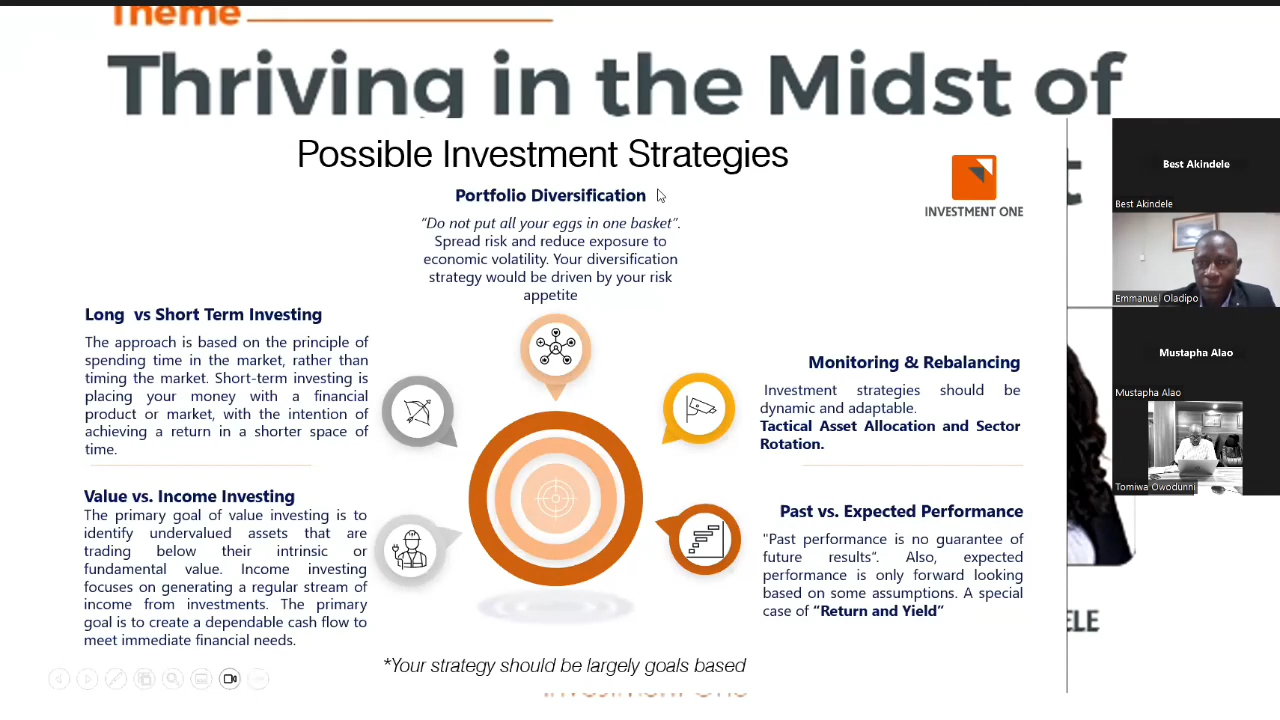 Theme
Thriving in the Midst of
Possible Investment Strategies
INVESTMENT ONE
Portfolio Diversification
“Do not put all your eggs in one basket”.
Spread risk and reduce exposure to
economic volatility. Your diversification
strategy would be driven by your risk
appetite
Long vs Short Term Investing
The approach is based on the principle of
spending time in the market, rather than
timing the market. Short-term investing is
placing your money with a financial
product or market, with the intention of
achieving a return in a shorter space of
time.
Value vs. Income Investing
The primary goal of value investing is to
identify undervalued assets that are
trading below their intrinsic or
fundamental value. Income investing
focuses on generating a regular stream of
income from investments. The primary
goal is to create a dependable cash flow to
meet immediate financial needs.
Monitoring & Rebalancing
Investment strategies should be
dynamic and adaptable.
Tactical Asset Allocation and Sector
Rotation.
Past vs. Expected Performance
"Past performance is no guarantee of
future results”. Also, expected
performance is only forward looking
based on some assumptions. A special
case of “Return and Yield”
*Your strategy should be largely goals based
Best Akindele
Best Akindele
Emmanuel Oladipo
Mustapha Alao
Mustapha Alao
Tomiwa Owodunni